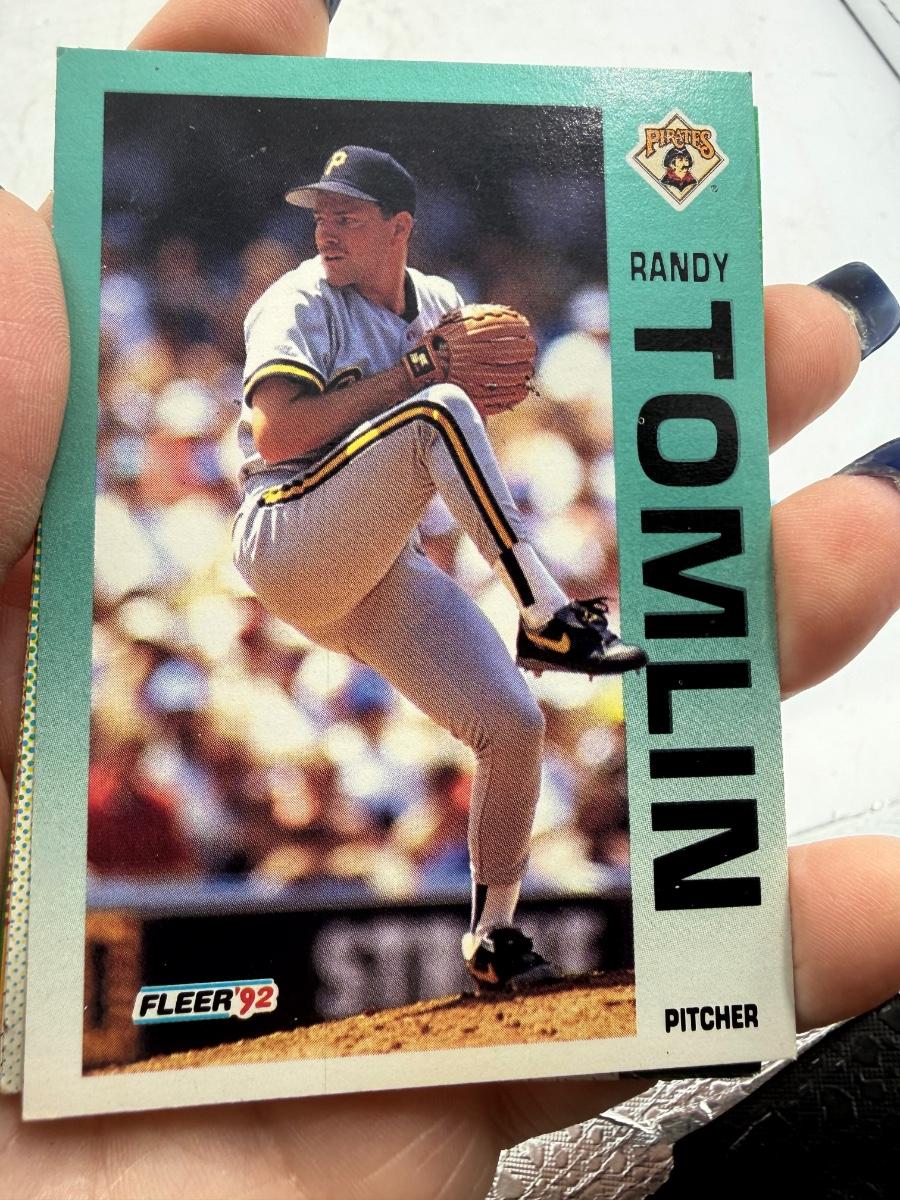 PIRATES
RANDY
TOMLIN
P
FLEER'92
PITCHER